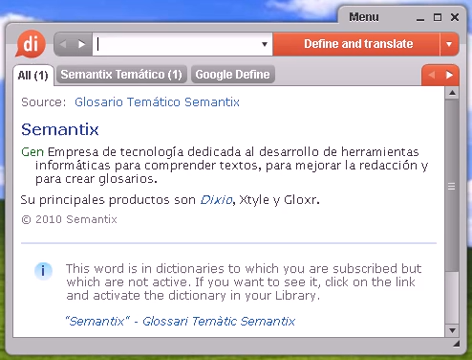 Menu
di
Define and translate
All (1)
Semantix Temático (1)
Google Define
Source: Glosario Temático Semantix
Semantix
Gen Empresa de tecnología dedicada al desarrollo de herramientas
informáticas para comprender textos, para mejorar la redacción y
para crear glosarios.
Su principales productos son Dixio, Xtyle y Gloxr.
© 2010 Semantix
i
This word is in dictionaries to which you are subscribed but
which are not active. If you want to see it, click on the link
and activate the dictionary in your Library.
"Semantix" - Glossari Temàtic Semantix